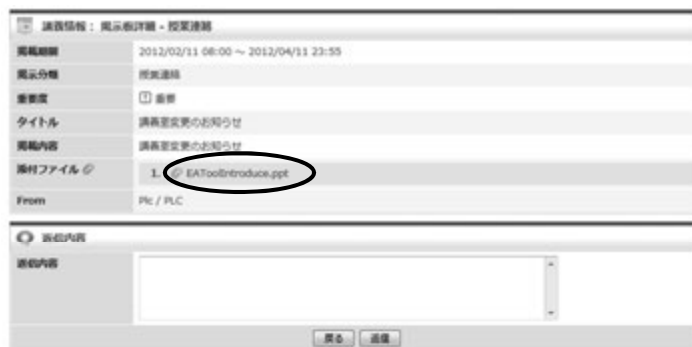 講義情報：掲示板詳細 - 授業連絡
掲載期間 2012/02/11 08:00 ～ 2012/04/11 23:55
掲示分類 授業連絡
重要度 重要
タイトル 講義室変更のお知らせ
掲載内容 講義室変更のお知らせ
添付ファイル 1. EAToolIntroduce.ppt
From Plc / PLC
返信内容
返信内容
戻る 返信